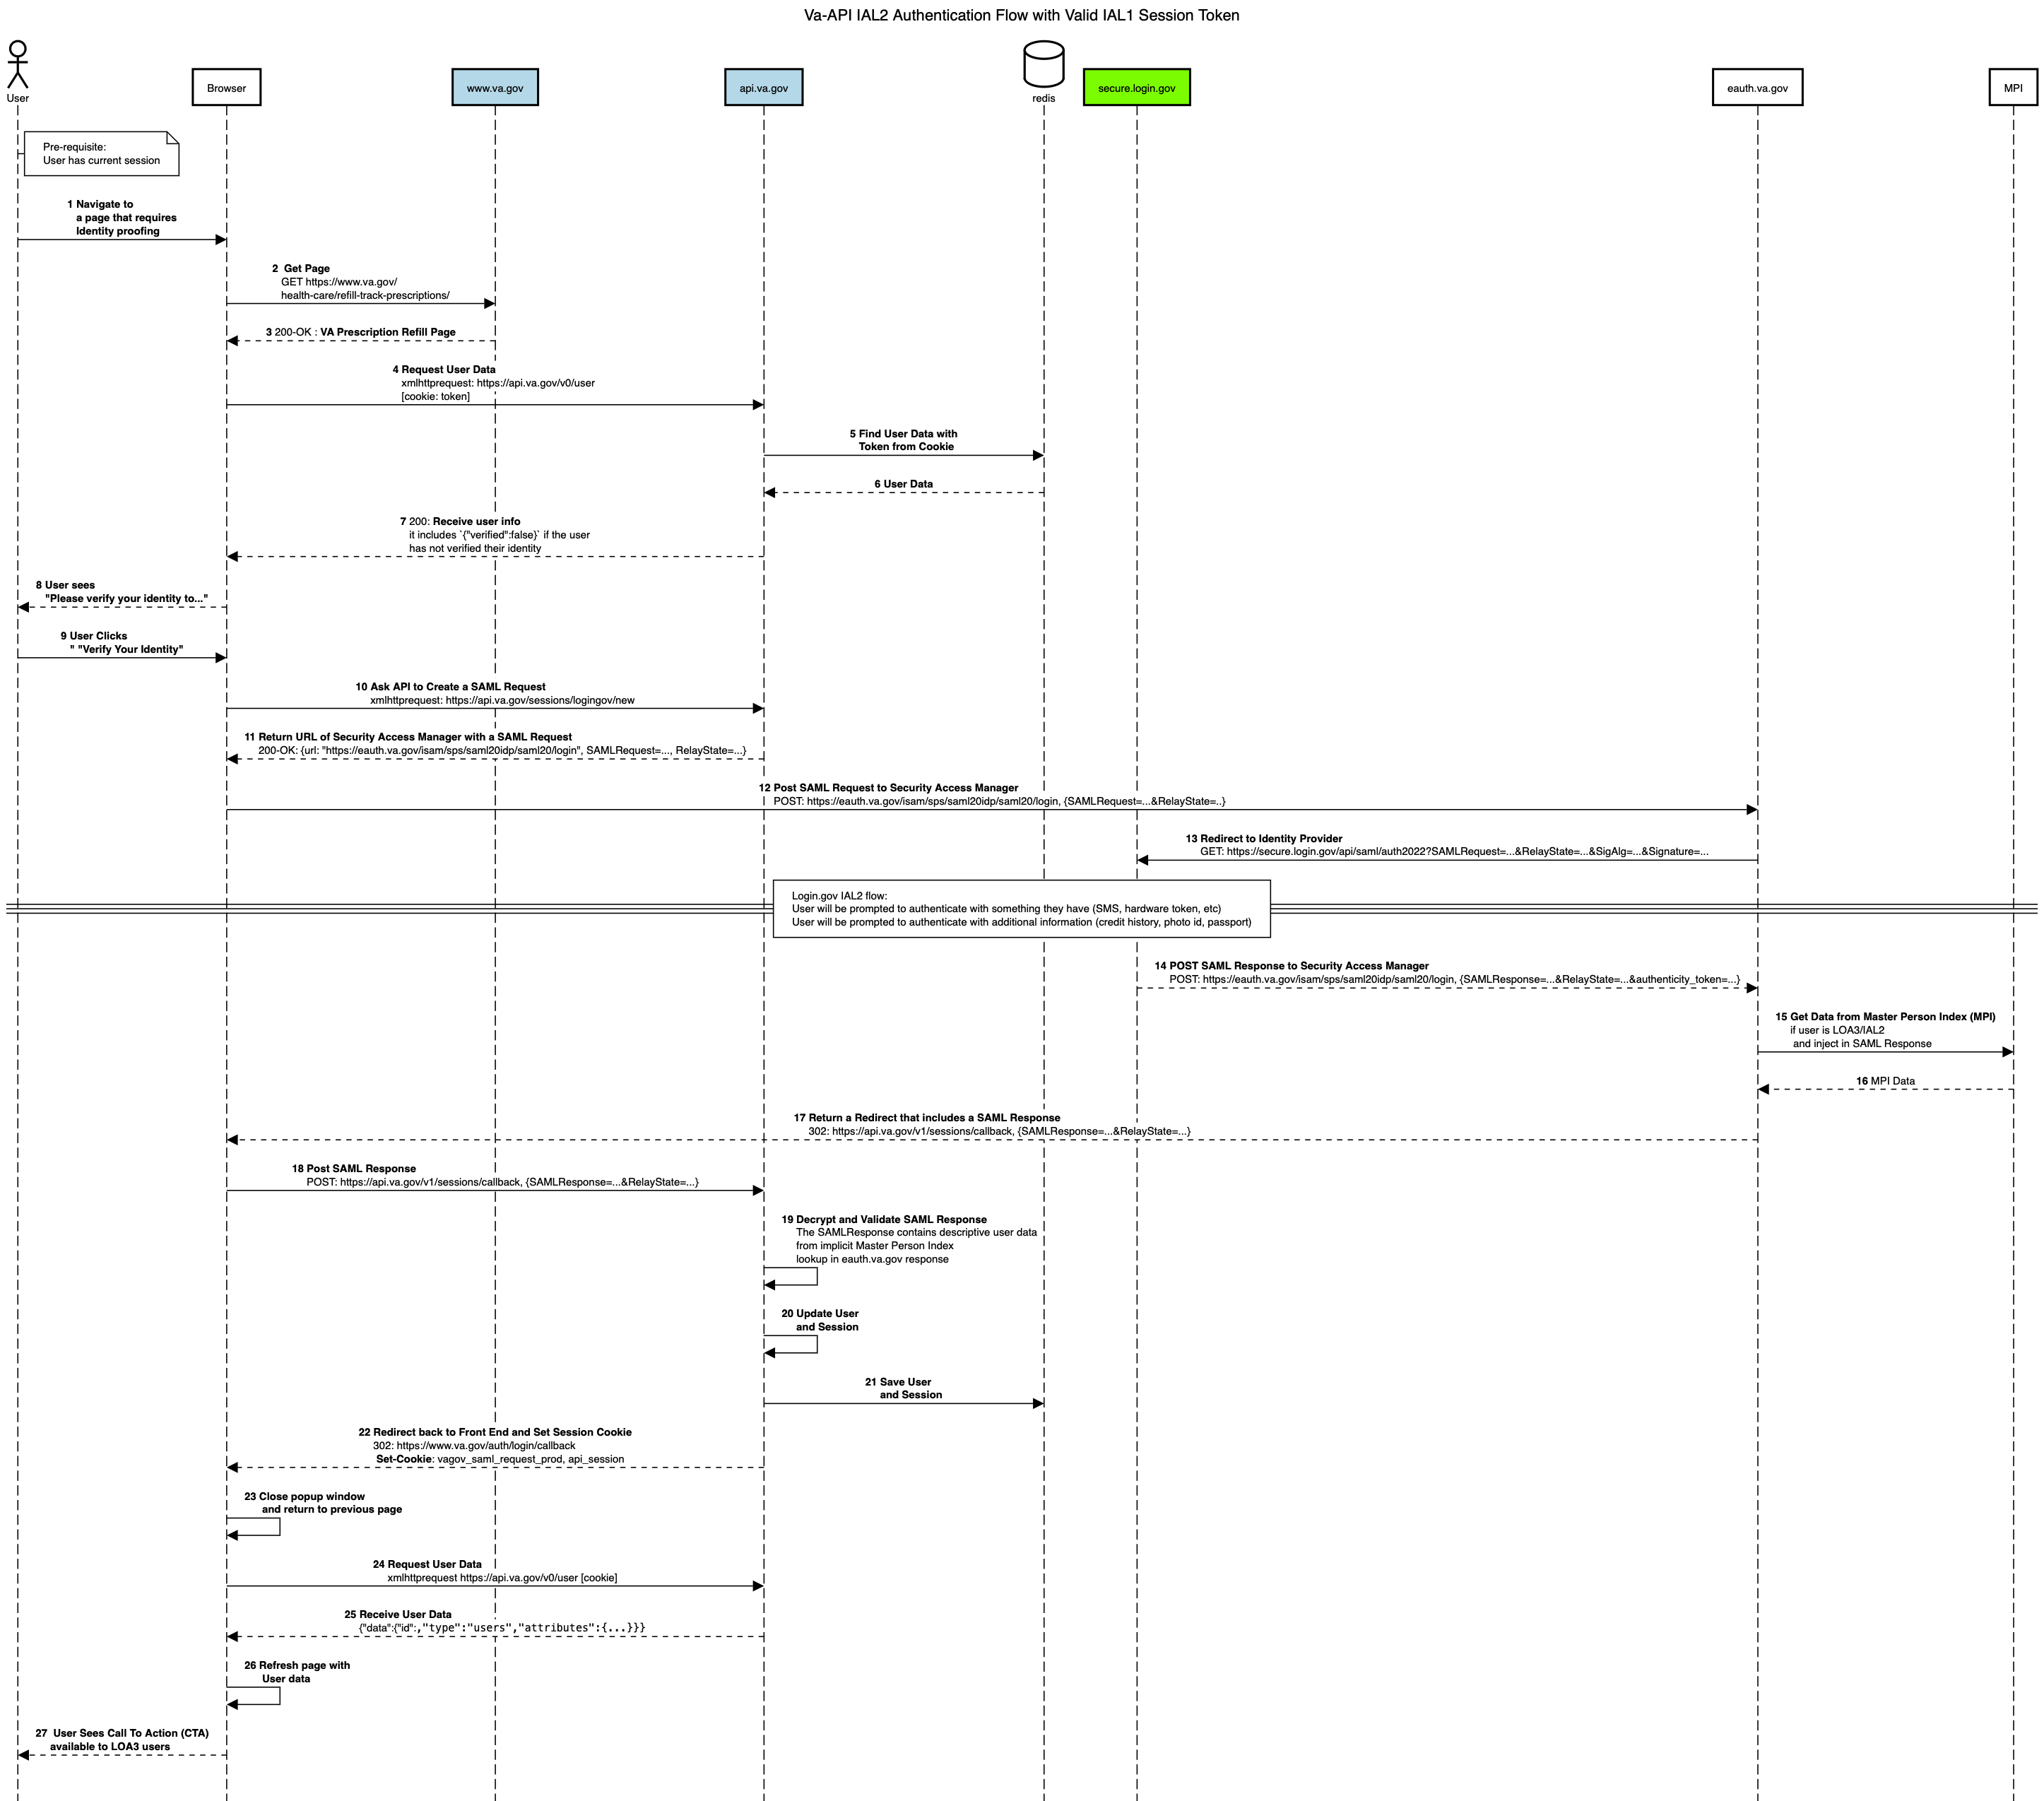 Va-API IAL2 Authentication Flow with Valid IAL1 Session Token
User
Browser
www.va.gov
api.va.gov
redis
secure.login.gov
eauth.va.gov
MPI
Pre-requisite:
User has current session
1 Navigate to
a page that requires
Identity proofing
2 Get Page
GET https://www.va.gov/
health-care/refill-track-prescriptions/
3 200-OK : VA Prescription Refill Page
4 Request User Data
xmlhttprequest: https://api.va.gov/v0/user
[cookie: token]
5 Find User Data with
Token from Cookie
6 User Data
7 200: Receive user info
it includes `{"verified":false}` if the user
has not verified their identity
8 User sees
"Please verify your identity to..."
9 User Clicks
" "Verify Your Identity"
10 Ask API to Create a SAML Request
xmlhttprequest: https://api.va.gov/sessions/logingov/new
11 Return URL of Security Access Manager with a SAML Request
200-OK: {url: "https://eauth.va.gov/isam/sps/saml20idp/saml20/login", SAMLRequest=..., RelayState=...}
12 Post SAML Request to Security Access Manager
POST: https://eauth.va.gov/isam/sps/saml20idp/saml20/login, {SAMLRequest=...&RelayState=..}
13 Redirect to Identity Provider
GET: https://secure.login.gov/api/saml/auth2022?SAMLRequest=...&RelayState=...&SigAlg=...&Signature=...
Login.gov IAL2 flow:
User will be prompted to authenticate with something they have (SMS, hardware token, etc)
User will be prompted to authenticate with additional information (credit history, photo id, passport)
14 POST SAML Response to Security Access Manager
POST: https://eauth.va.gov/isam/sps/saml20idp/saml20/login, {SAMLResponse=...&RelayState=...&authenticity_token=...}
15 Get Data from Master Person Index (MPI)
if user is LOA3/IAL2
and inject in SAML Response
16 MPI Data
17 Return a Redirect that includes a SAML Response
302: https://api.va.gov/v1/sessions/callback, {SAMLResponse=...&RelayState=...}
18 Post SAML Response
POST: https://api.va.gov/v1/sessions/callback, {SAMLResponse=...&RelayState=...}
19 Decrypt and Validate SAML Response
The SAMLResponse contains descriptive user data
from implicit Master Person Index
lookup in eauth.va.gov response
20 Update User
and Session
21 Save User
and Session
22 Redirect back to Front End and Set Session Cookie
302: https://www.va.gov/auth/login/callback
Set-Cookie: vagov_saml_request_prod, api_session
23 Close popup window
and return to previous page
24 Request User Data
xmlhttprequest https://api.va.gov/v0/user [cookie]
25 Receive User Data
{"data":{"id":,"type":"users","attributes":{...}}}
26 Refresh page with
User data
27 User Sees Call To Action (CTA)
available to LOA3 users